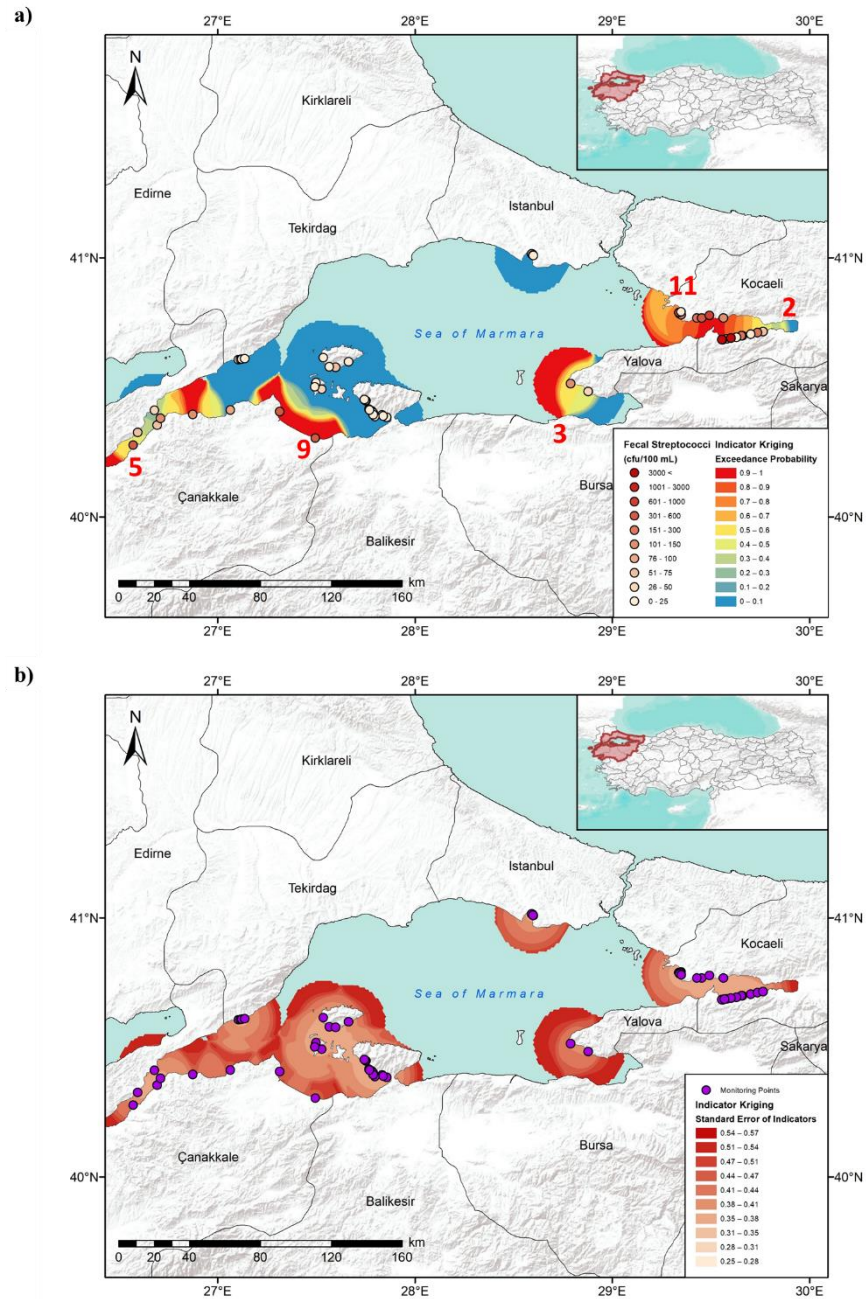 a)
27°E 28°E 29°E 30°E
N
Kirklareli
Edirne
Istanbul
Tekirdag
41°N 41°N
11
Kocaeli
2
Sea of Marmara
Yalova
Sakarya
5
9
3
Bursa
Çanakkale
Balikesir
40°N 40°N
Fecal Streptococci Indicator Kriging
(cfu/100 mL) Exceedance Probability
3000 < 0.9 – 1
1001 - 3000 0.8 – 0.9
601 - 1000 0.7 – 0.8
301 - 600 0.6 – 0.7
151 - 300 0.5 – 0.6
101 - 150 0.4 – 0.5
76 - 100 0.3 – 0.4
51 - 75 0.2 – 0.3
26 - 50 0.1 – 0.2
0 - 25 0 – 0.1
km
0 20 40 80 120 160
27°E 28°E 29°E 30°E
b)
27°E 28°E 29°E 30°E
N
Kirklareli
Edirne
Istanbul
Tekirdag
41°N 41°N
Kocaeli
Sea of Marmara
Yalova
Sakarya
Çanakkale
Bursa
Balikesir
40°N 40°N
Monitoring Points
Indicator Kriging
Standard Error of Indicators
0.54 – 0.57
0.51 – 0.54
0.47 – 0.51
0.44 – 0.47
0.41 – 0.44
0.38 – 0.41
0.35 – 0.38
0.31 – 0.35
0.28 – 0.31
0.25 – 0.28
km
0 20 40 80 120 160
27°E 28°E 29°E 30°E